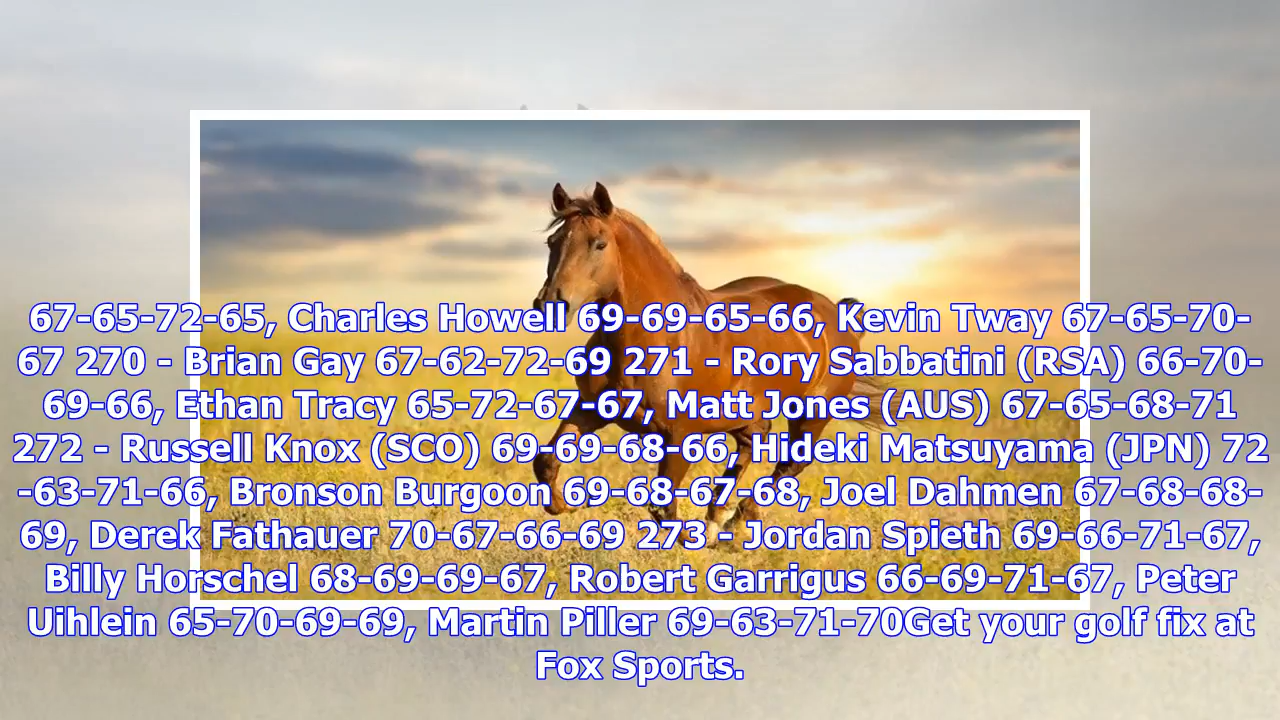 67-65-72-65, Charles Howell 69-69-65-66, Kevin Tway 67-65-70-
67 270 - Brian Gay 67-62-72-69 271 - Rory Sabbatini (RSA) 66-70-
69-66, Ethan Tracy 65-72-67-67, Matt Jones (AUS) 67-65-68-71
272 - Russell Knox (SCO) 69-69-68-66, Hideki Matsuyama (JPN) 72
-63-71-66, Bronson Burgoon 69-68-67-68, Joel Dahmen 67-68-68-
69, Derek Fathauer 70-67-66-69 273 - Jordan Spieth 69-66-71-67,
Billy Horschel 68-69-69-67, Robert Garrigus 66-69-71-67, Peter
Uihlein 65-70-69-69, Martin Piller 69-63-71-70Get your golf fix at
Fox Sports.